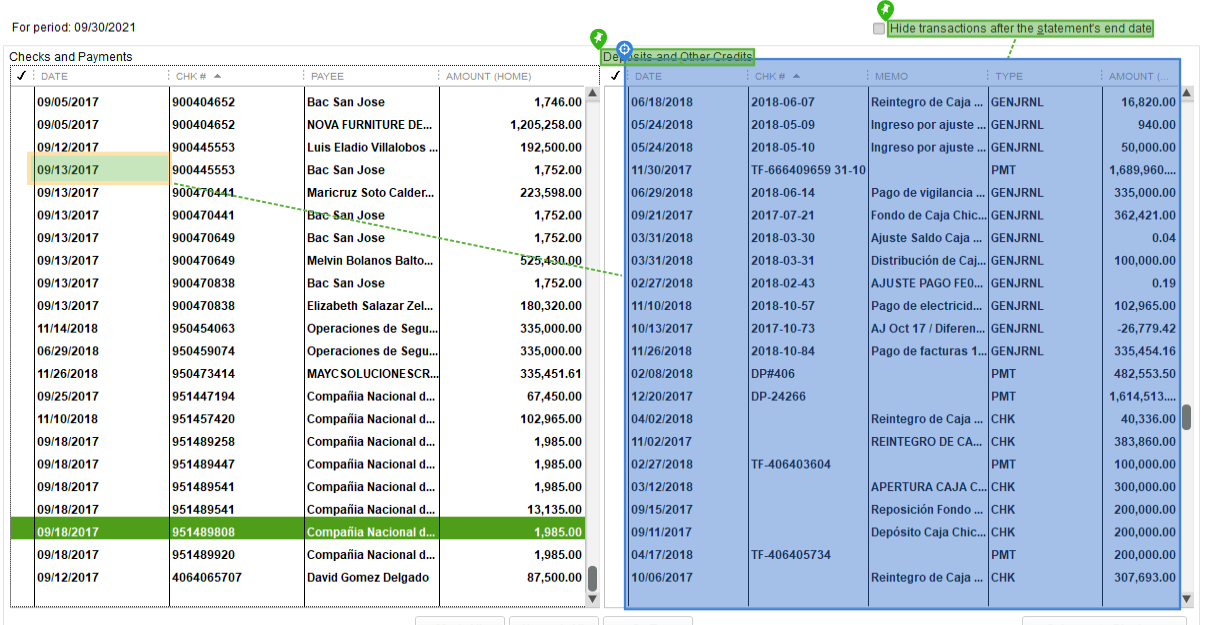 For period: 09/30/2021
Hide transactions after the statement's end date
Checks and Payments
DATE CHK # PAYEE AMOUNT (HOME)
09/05/2017 900404652 Bac San Jose 1,746.00
09/05/2017 900404652 NOVA FURNITURE DE... 1,205,258.00
09/12/2017 900445553 Luis Eladio Villalobos ... 192,500.00
09/13/2017 900445553 Bac San Jose 1,752.00
09/13/2017 900470441 Maricruz Soto Calder... 223,598.00
09/13/2017 900470441 Bac San Jose 1,752.00
09/13/2017 900470649 Bac San Jose 1,752.00
09/13/2017 900470649 Melvin Bolanos Balto... 525,430.00
09/13/2017 900470838 Bac San Jose 1,752.00
09/13/2017 900470838 Elizabeth Salazar Zel... 180,320.00
11/14/2018 950454063 Operaciones de Segu... 335,000.00
06/29/2018 950459074 Operaciones de Segu... 335,000.00
11/26/2018 950473414 MAYCSOLUCIONESCR... 335,451.61
09/25/2017 951447194 Compañia Nacional d... 67,450.00
11/10/2018 951457420 Compañia Nacional d... 102,965.00
09/18/2017 951489258 Compañia Nacional d... 1,985.00
09/18/2017 951489447 Compañia Nacional d... 1,985.00
09/18/2017 951489541 Compañia Nacional d... 1,985.00
09/18/2017 951489541 Compañia Nacional d... 13,135.00
09/18/2017 951489808 Compañia Nacional d... 1,985.00
09/18/2017 951489920 Compañia Nacional d... 1,985.00
09/12/2017 4064065707 David Gomez Delgado 87,500.00
Deposits and Other Credits
DATE CHK # MEMO TYPE AMOUNT (...
06/18/2018 2018-06-07 Reintegro de Caja ... GENJRNL 16,820.00
05/24/2018 2018-05-09 Ingreso por ajuste ... GENJRNL 940.00
05/24/2018 2018-05-10 Ingreso por ajuste ... GENJRNL 50,000.00
11/30/2017 TF-666409659 31-10 PMT 1,689,960....
06/29/2018 2018-06-14 Pago de vigilancia ... GENJRNL 335,000.00
09/21/2017 2017-07-21 Fondo de Caja Chic... GENJRNL 362,421.00
03/31/2018 2018-03-30 Ajuste Saldo Caja ... GENJRNL 0.04
03/31/2018 2018-03-31 Distribución de Caj... GENJRNL 100,000.00
02/27/2018 2018-02-43 AJUSTE PAGO FE0... GENJRNL 0.19
11/10/2018 2018-10-57 Pago de electricid... GENJRNL 102,965.00
10/13/2017 2017-10-73 AJ Oct 17 / Diferen... GENJRNL -26,779.42
11/26/2018 2018-10-84 Pago de facturas 1... GENJRNL 335,454.16
02/08/2018 DP#406 PMT 482,553.50
12/20/2017 DP-24266 PMT 1,614,513....
04/02/2018 Reintegro de Caja ... CHK 40,336.00
11/02/2017 REINTEGRO DE CA... CHK 383,860.00
02/27/2018 TF-406403604 PMT 100,000.00
03/12/2018 APERTURA CAJA C... CHK 300,000.00
09/15/2017 Reposición Fondo ... CHK 200,000.00
09/11/2017 Depósito Caja Chic... CHK 200,000.00
04/17/2018 TF-406405734 PMT 200,000.00
10/06/2017 Reintegro de Caja ... CHK 307,693.00